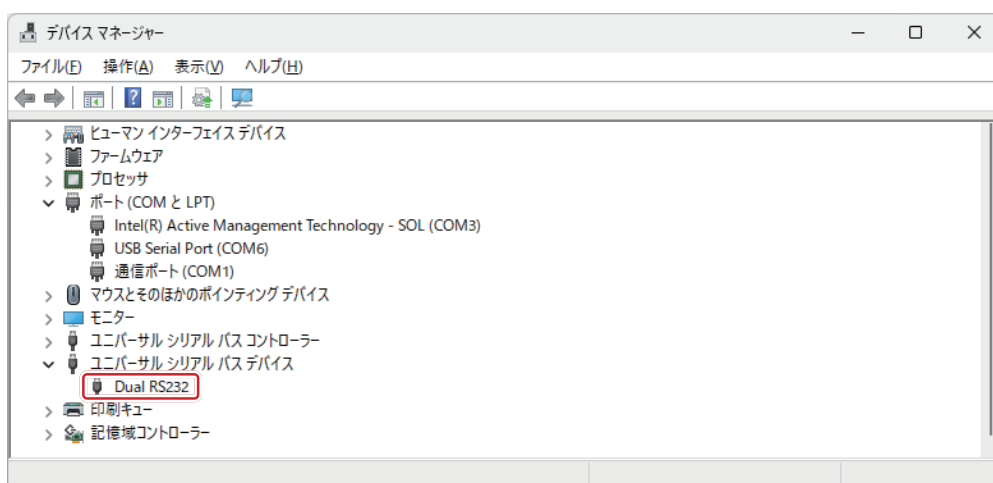 デバイス マネージャー
ファイル(F) 操作(A) 表示(V) ヘルプ(H)
ヒューマン インターフェイス デバイス
ファームウェア
プロセッサ
ポート (COM と LPT)
Intel(R) Active Management Technology - SOL (COM3)
USB Serial Port (COM6)
通信ポート (COM1)
マウスとそのほかのポインティング デバイス
モニター
ユニバーサル シリアル バス コントローラー
ユニバーサル シリアル バス デバイス
Dual RS232
印刷キュー
記憶域コントローラー